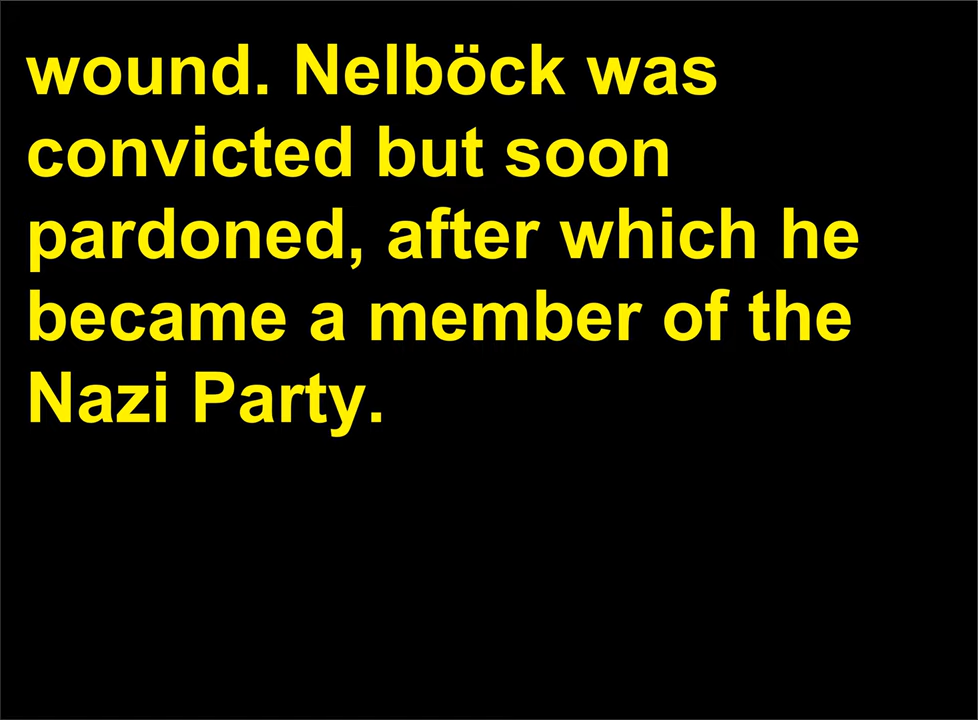 wound. Nelböck was
convicted but soon
pardoned, after which he
became a member of the
Nazi Party.